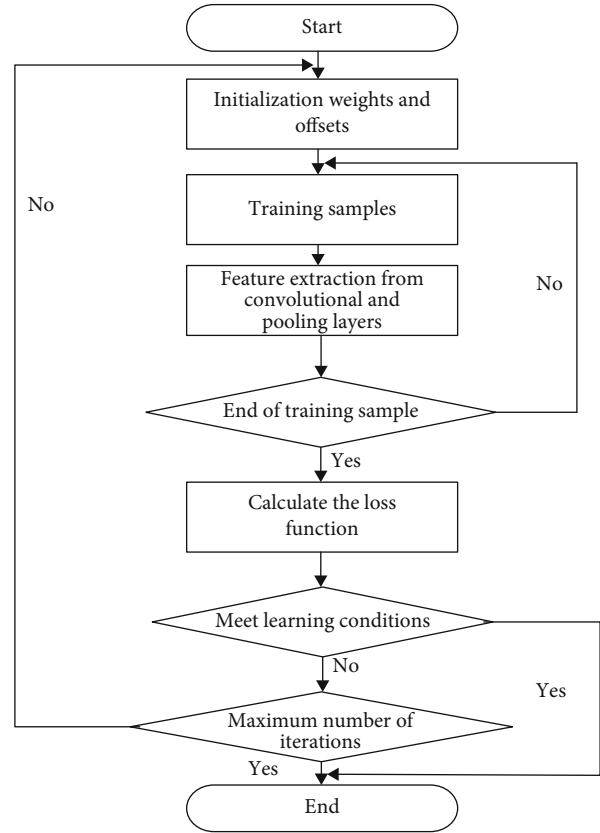 Start
Initialization weights and
offsets
No
Training samples
Feature extraction from
convolutional and
pooling layers
No
End of training sample
Yes
Calculate the loss
function
Meet learning conditions
No
Yes
Maximum number of
iterations
Yes
End